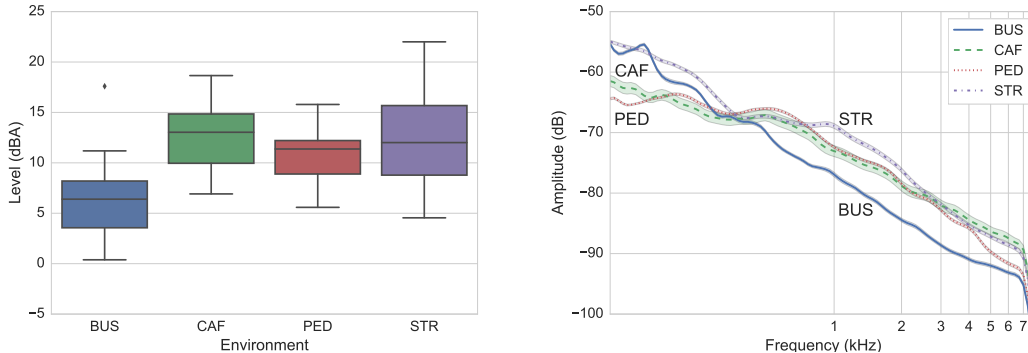 25
20
15
10
5
0
−5
Level (dBA)
BUS CAF PED STR
Environment
−50
−60
−70
−80
−90
−100
Amplitude (dB)
CAF
PED
STR
BUS
BUS
CAF
PED
STR
1 2 3 4 5 6 7
Frequency (kHz)